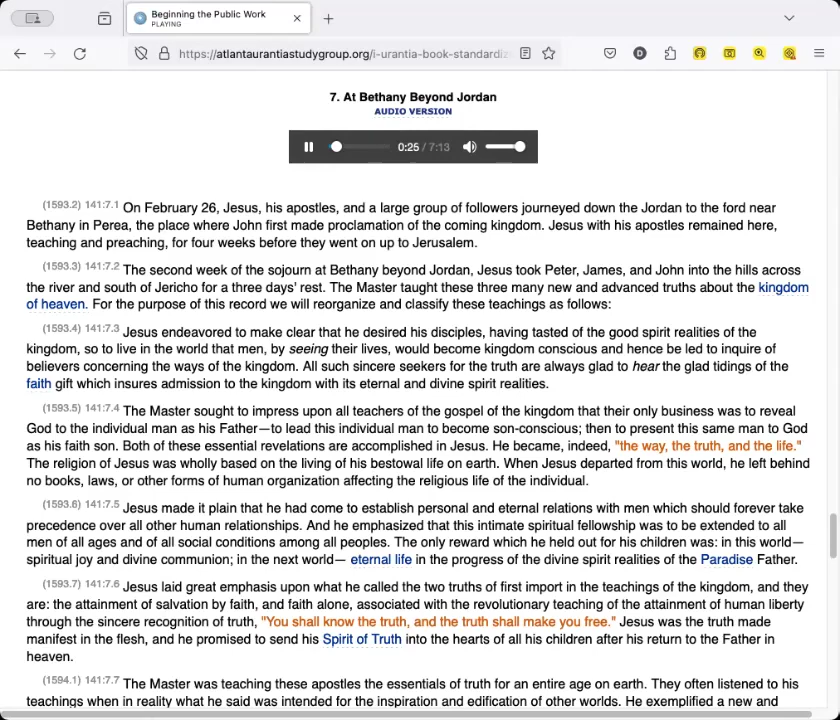 Beginning the Public Work
PLAYING
https://atlantaurantiastudygroup.org/i-urantia-book-standardiz
7. At Bethany Beyond Jordan
AUDIO VERSION
0:25 / 7:13
(1593.2) 141:7.1 On February 26, Jesus, his apostles, and a large group of followers journeyed down the Jordan to the ford near
Bethany in Perea, the place where John first made proclamation of the coming kingdom. Jesus with his apostles remained here,
teaching and preaching, for four weeks before they went on up to Jerusalem.
(1593.3) 141:7.2 The second week of the sojourn at Bethany beyond Jordan, Jesus took Peter, James, and John into the hills across
the river and south of Jericho for a three days' rest. The Master taught these three many new and advanced truths about the kingdom
of heaven. For the purpose of this record we will reorganize and classify these teachings as follows:
(1593.4) 141:7.3 Jesus endeavored to make clear that he desired his disciples, having tasted of the good spirit realities of the
kingdom, so to live in the world that men, by seeing their lives, would become kingdom conscious and hence be led to inquire of
believers concerning the ways of the kingdom. All such sincere seekers for the truth are always glad to hear the glad tidings of the
faith gift which insures admission to the kingdom with its eternal and divine spirit realities.
(1593.5) 141:7.4 The Master sought to impress upon all teachers of the gospel of the kingdom that their only business was to reveal
God to the individual man as his Father—to lead this individual man to become son-conscious; then to present this same man to God
as his faith son. Both of these essential revelations are accomplished in Jesus. He became, indeed, "the way, the truth, and the life."
The religion of Jesus was wholly based on the living of his bestowal life on earth. When Jesus departed from this world, he left behind
no books, laws, or other forms of human organization affecting the religious life of the individual.
(1593.6) 141:7.5 Jesus made it plain that he had come to establish personal and eternal relations with men which should forever take
precedence over all other human relationships. And he emphasized that this intimate spiritual fellowship was to be extended to all
men of all ages and of all social conditions among all peoples. The only reward which he held out for his children was: in this world—
spiritual joy and divine communion; in the next world— eternal life in the progress of the divine spirit realities of the Paradise Father.
(1593.7) 141:7.6 Jesus laid great emphasis upon what he called the two truths of first import in the teachings of the kingdom, and they
are: the attainment of salvation by faith, and faith alone, associated with the revolutionary teaching of the attainment of human liberty
through the sincere recognition of truth, "You shall know the truth, and the truth shall make you free." Jesus was the truth made
manifest in the flesh, and he promised to send his Spirit of Truth into the hearts of all his children after his return to the Father in
heaven.
(1594.1) 141:7.7 The Master was teaching these apostles the essentials of truth for an entire age on earth. They often listened to his
teachings when in reality what he said was intended for the inspiration and edification of other worlds. He exemplified a new and